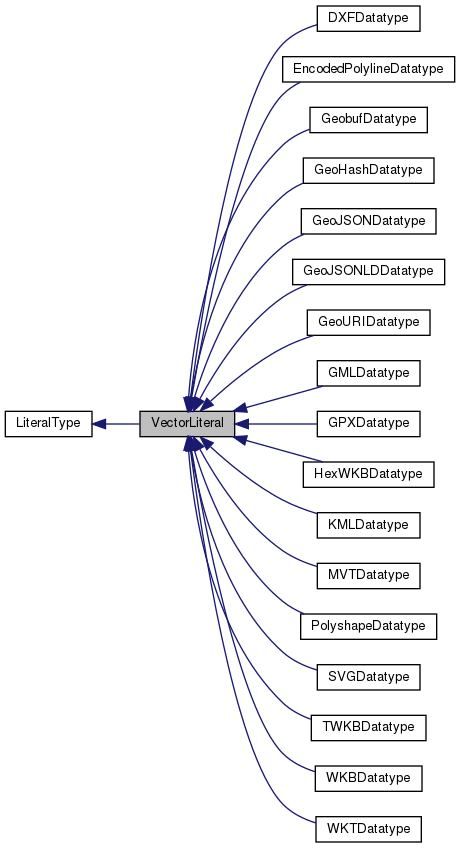 DXFDatatype
EncodedPolylineDatatype
GeobufDatatype
GeoHashDatatype
GeoJSONDatatype
GeoJSONLDDatatype
GeoURIDatatype
GMLDatatype
LiteralType
VectorLiteral
GPXDatatype
HexWKBDatatype
KMLDatatype
MVTDatatype
PolyshapeDatatype
SVGDatatype
TWKBDatatype
WKBDatatype
WKTDatatype